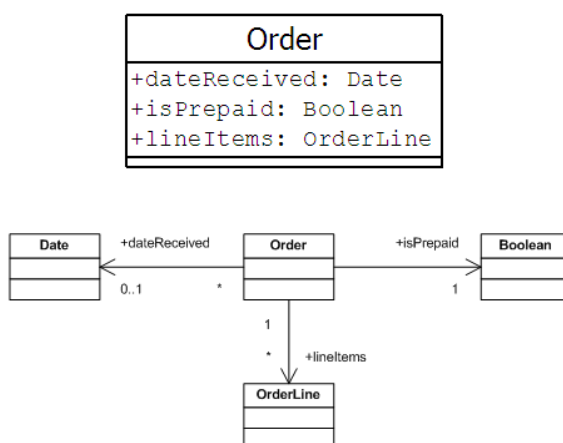 Order
+dateReceived: Date
+isPrepaid: Boolean
+lineItems: OrderLine
Date +dateReceived Order +isPrepaid Boolean
0..1 * 1
1
* +lineItems
OrderLine